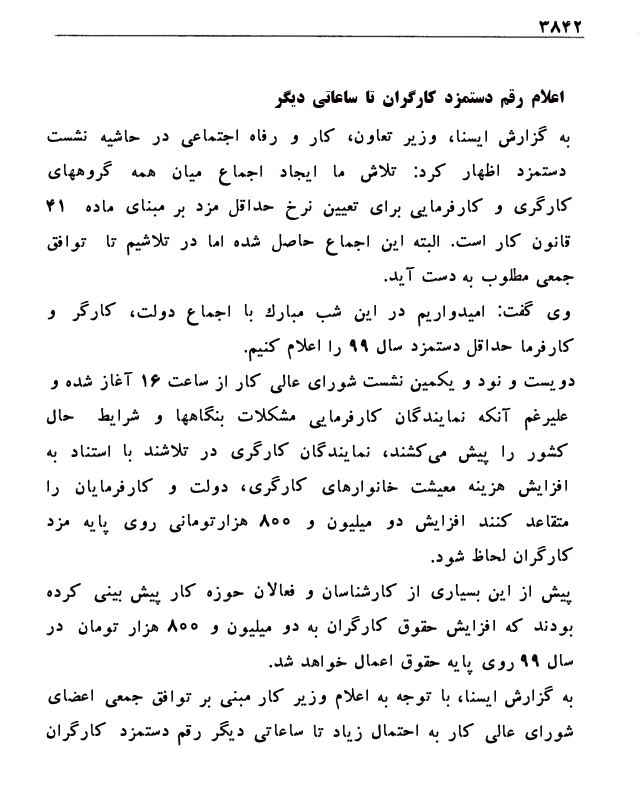 ۳۸۴۲
اعلام رقم دستمزد کارگران تا ساعاتی دیگر
به گزارش ایسنا، وزیر تعاون، کار و رفاه اجتماعی در حاشیه نشست
دستمزد اظهار کرد: تلاش ما ایجاد اجماع میان همه گروههای
کارگری و کارفرمایی برای تعیین نرخ حداقل مزد بر مبنای ماده ۴۱
قانون کار است. البته این اجماع حاصل شده اما در تلاشیم تا توافق
جمعی مطلوب به دست آید.
وی گفت: امیدواریم در این شب مبارك با اجماع دولت، کارگر و
کارفرما حداقل دستمزد سال ۹۹ را اعلام کنیم.
دویست و نود و یکمین نشست شورای عالی کار از ساعت ۱۶ آغاز شده و
علیرغم آنکه نمایندگان کارفرمایی مشکلات بنگاهها و شرایط حال
کشور را پیش می‌کشند، نمایندگان کارگری در تلاشند با استناد به
افزایش هزینه معیشت خانوارهای کارگری، دولت و کارفرمایان را
متقاعد کنند افزایش دو میلیون و ۸۰۰ هزارتومانی روی پایه مزد
کارگران لحاظ شود.
پیش از این بسیاری از کارشناسان و فعالان حوزه کار پیش بینی کرده
بودند که افزایش حقوق کارگران به دو میلیون و ۸۰۰ هزار تومان در
سال ۹۹ روی پایه حقوق اعمال خواهد شد.
به گزارش ایسنا، با توجه به اعلام وزیر کار مبنی بر توافق جمعی اعضای
شورای عالی کار به احتمال زیاد تا ساعاتی دیگر رقم دستمزد کارگران